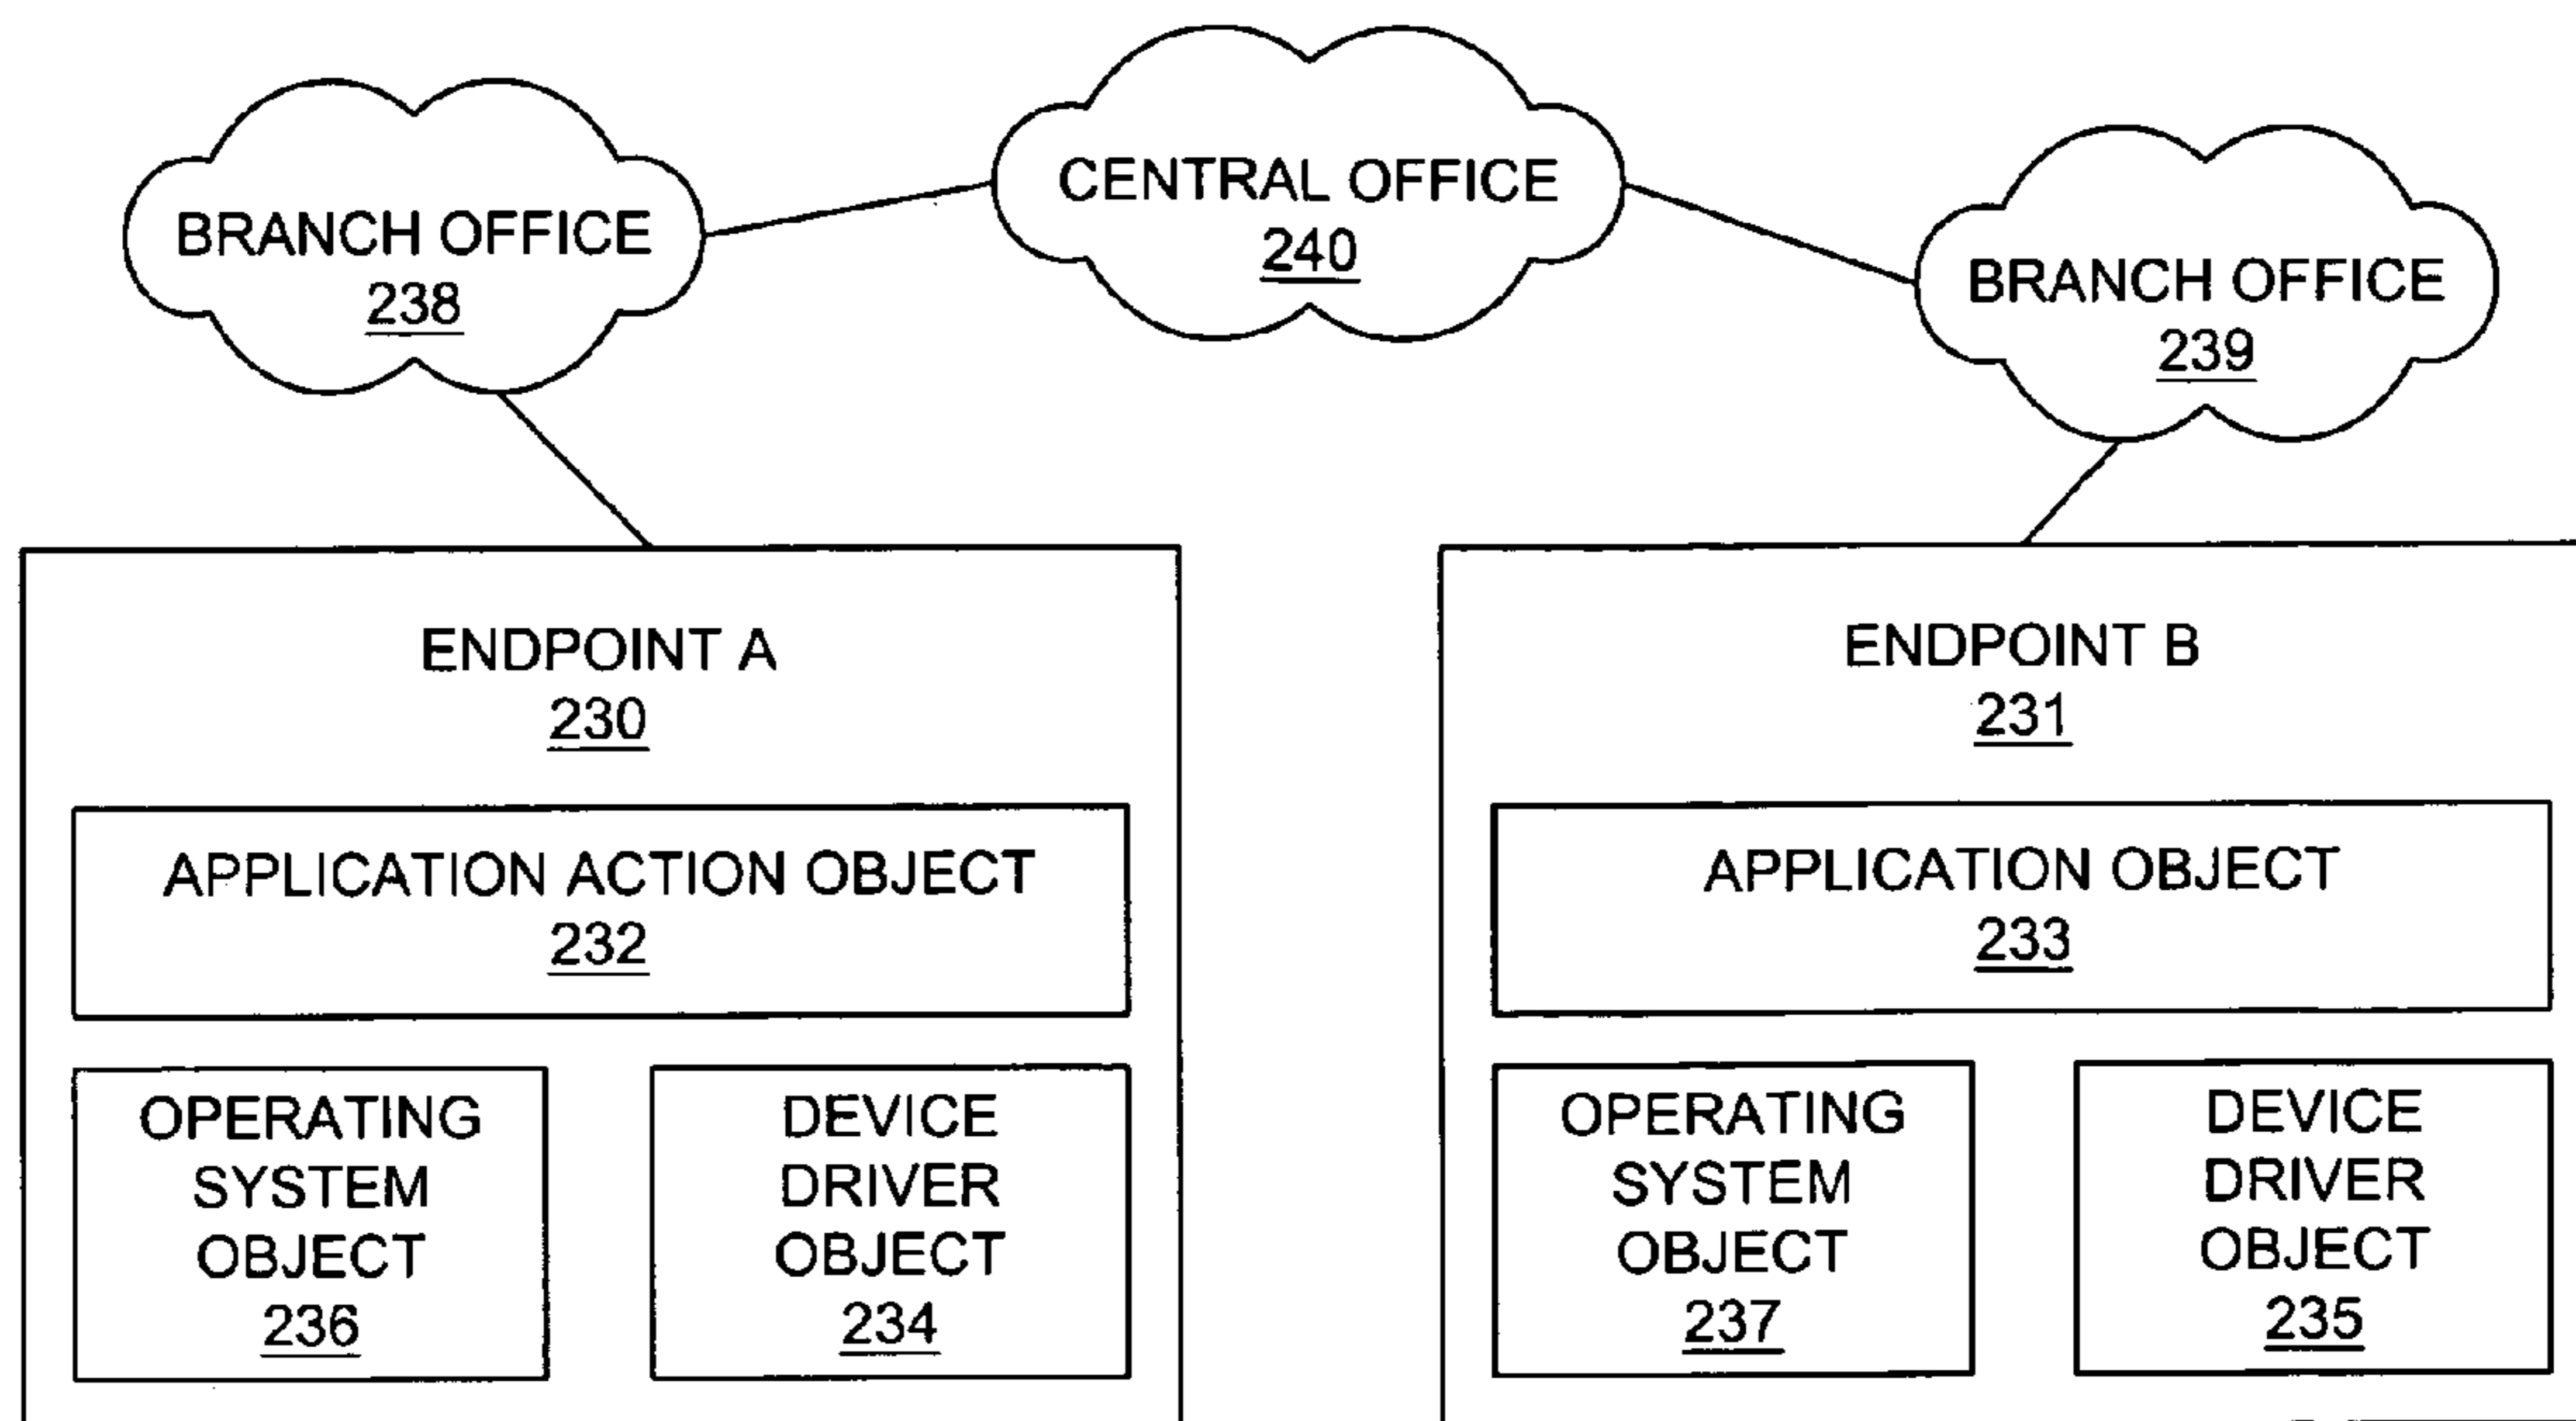 BRANCH OFFICE
238
CENTRAL OFFICE
240
BRANCH OFFICE
239
ENDPOINT A
230
APPLICATION ACTION OBJECT
232
OPERATING
SYSTEM
OBJECT
236
DEVICE
DRIVER
OBJECT
234
ENDPOINT B
231
APPLICATION OBJECT
233
OPERATING
SYSTEM
OBJECT
237
DEVICE
DRIVER
OBJECT
235